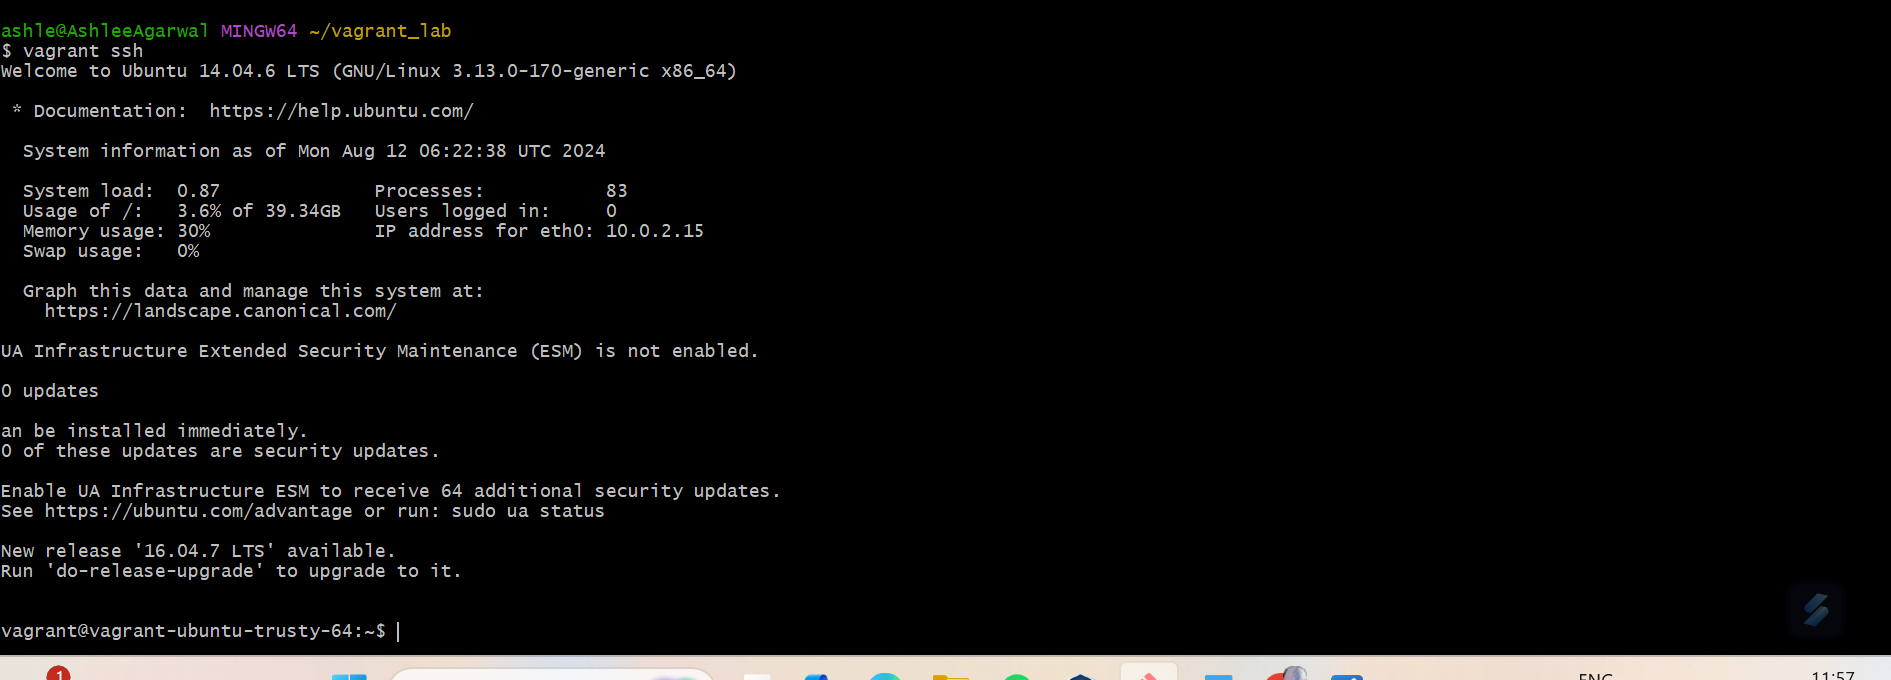 ashle@AshleeAgarwal MINGW64 ~/vagrant_lab
$ vagrant ssh
Welcome to Ubuntu 14.04.6 LTS (GNU/Linux 3.13.0-170-generic x86_64)
* Documentation:  https://help.ubuntu.com/
System information as of Mon Aug 12 06:22:38 UTC 2024
System load:  0.87              Processes:           83
Usage of /:   3.6% of 39.34GB   Users logged in:     0
Memory usage: 30%               IP address for eth0: 10.0.2.15
Swap usage:   0%
Graph this data and manage this system at:
https://landscape.canonical.com/
UA Infrastructure Extended Security Maintenance (ESM) is not enabled.
0 updates
an be installed immediately.
0 of these updates are security updates.
Enable UA Infrastructure ESM to receive 64 additional security updates.
See https://ubuntu.com/advantage or run: sudo ua status
New release '16.04.7 LTS' available.
Run 'do-release-upgrade' to upgrade to it.
vagrant@vagrant-ubuntu-trusty-64:~$
1
ENG
11:57